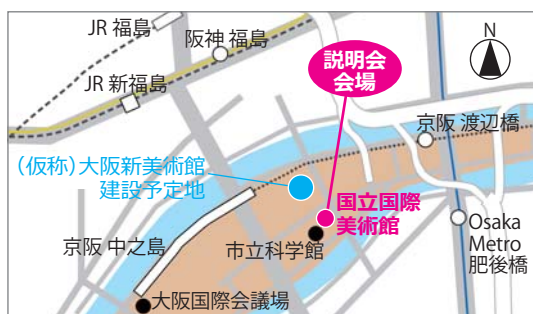 JR 福島
阪神 福島
N
説明会
会場
JR 新福島
京阪 渡辺橋
(仮称)大阪新美術館
建設予定地
国立国際
美術館
京阪 中之島
市立科学館
Osaka
Metro
肥後橋
大阪国際会議場